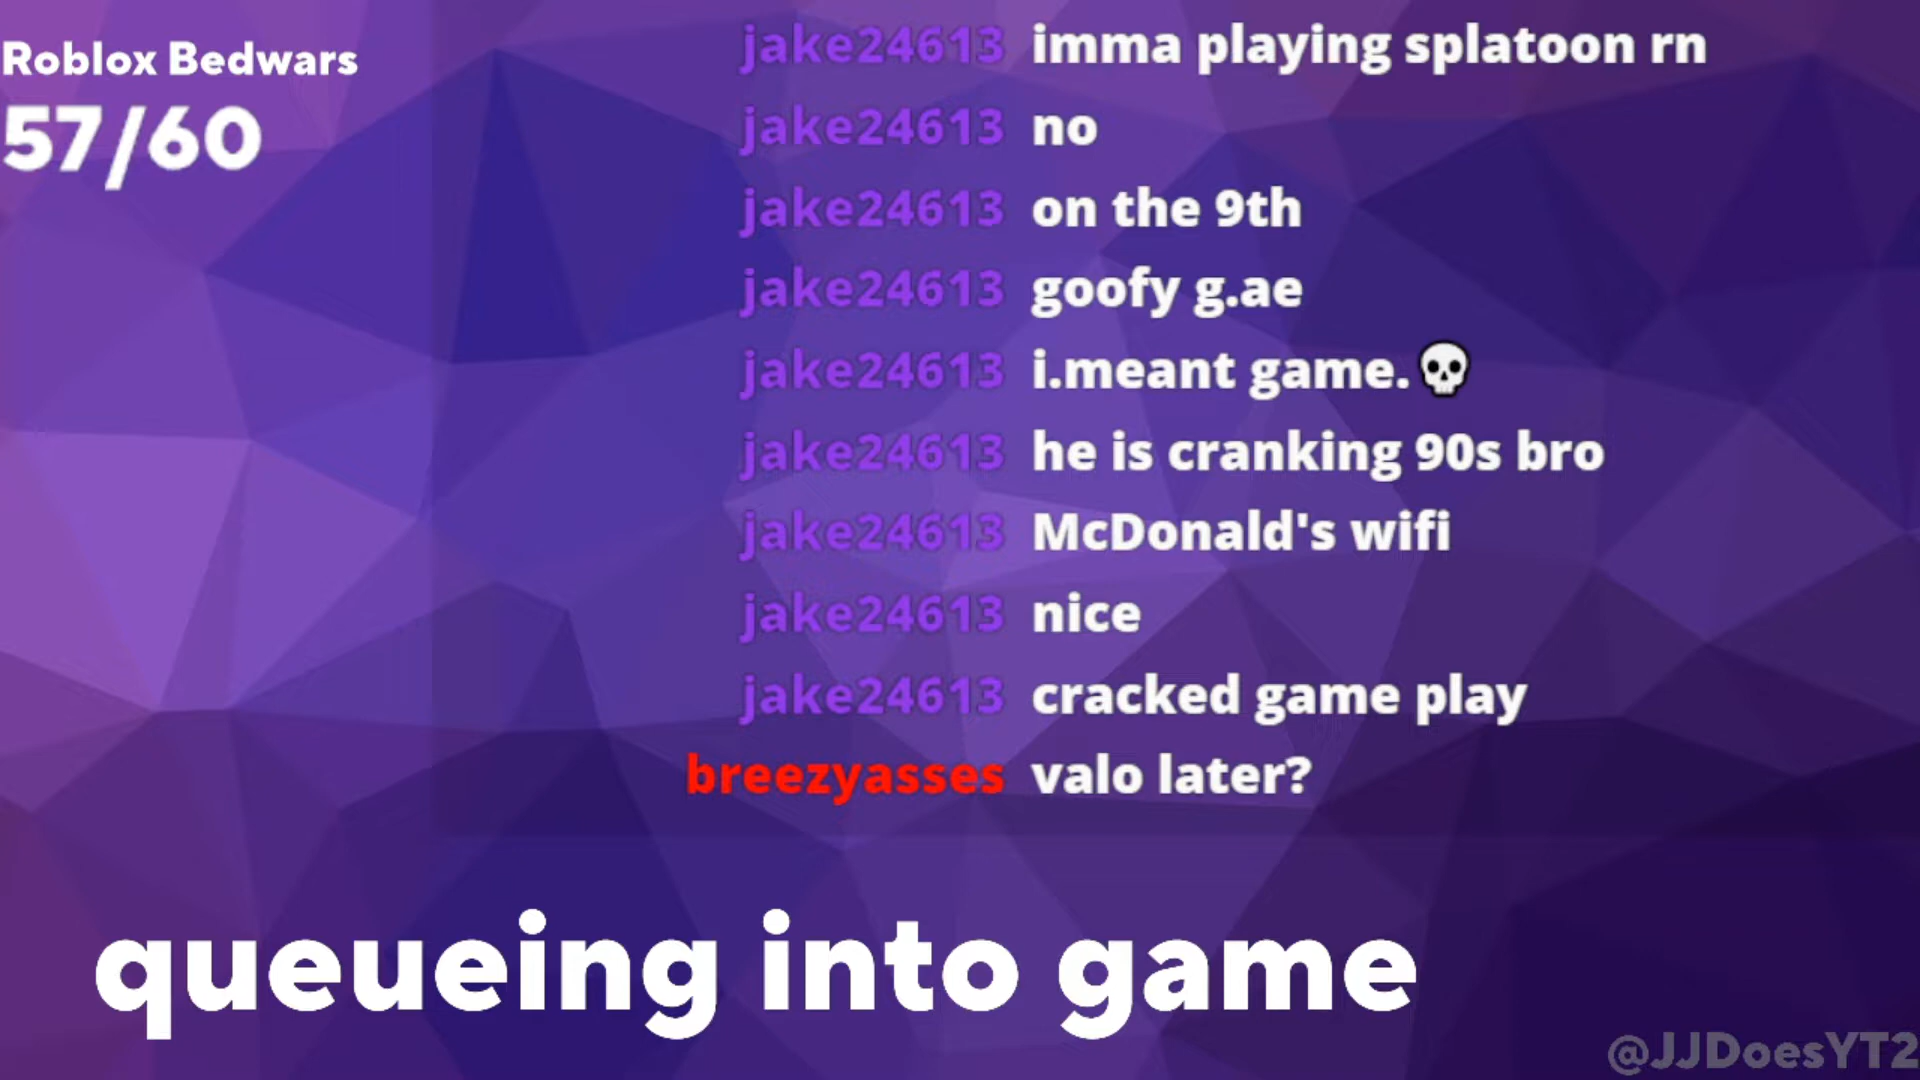 Roblox Bedwars
57/60
jake24613 imma playing splatoon rn
jake24613 no
jake24613 on the 9th
jake24613 goofy g.ae
jake24613 i.meant game.💀
jake24613 he is cranking 90s bro
jake24613 McDonald's wifi
jake24613 nice
jake24613 cracked game play
breezyasses valo later?
queueing into game
@JJDoesYT2